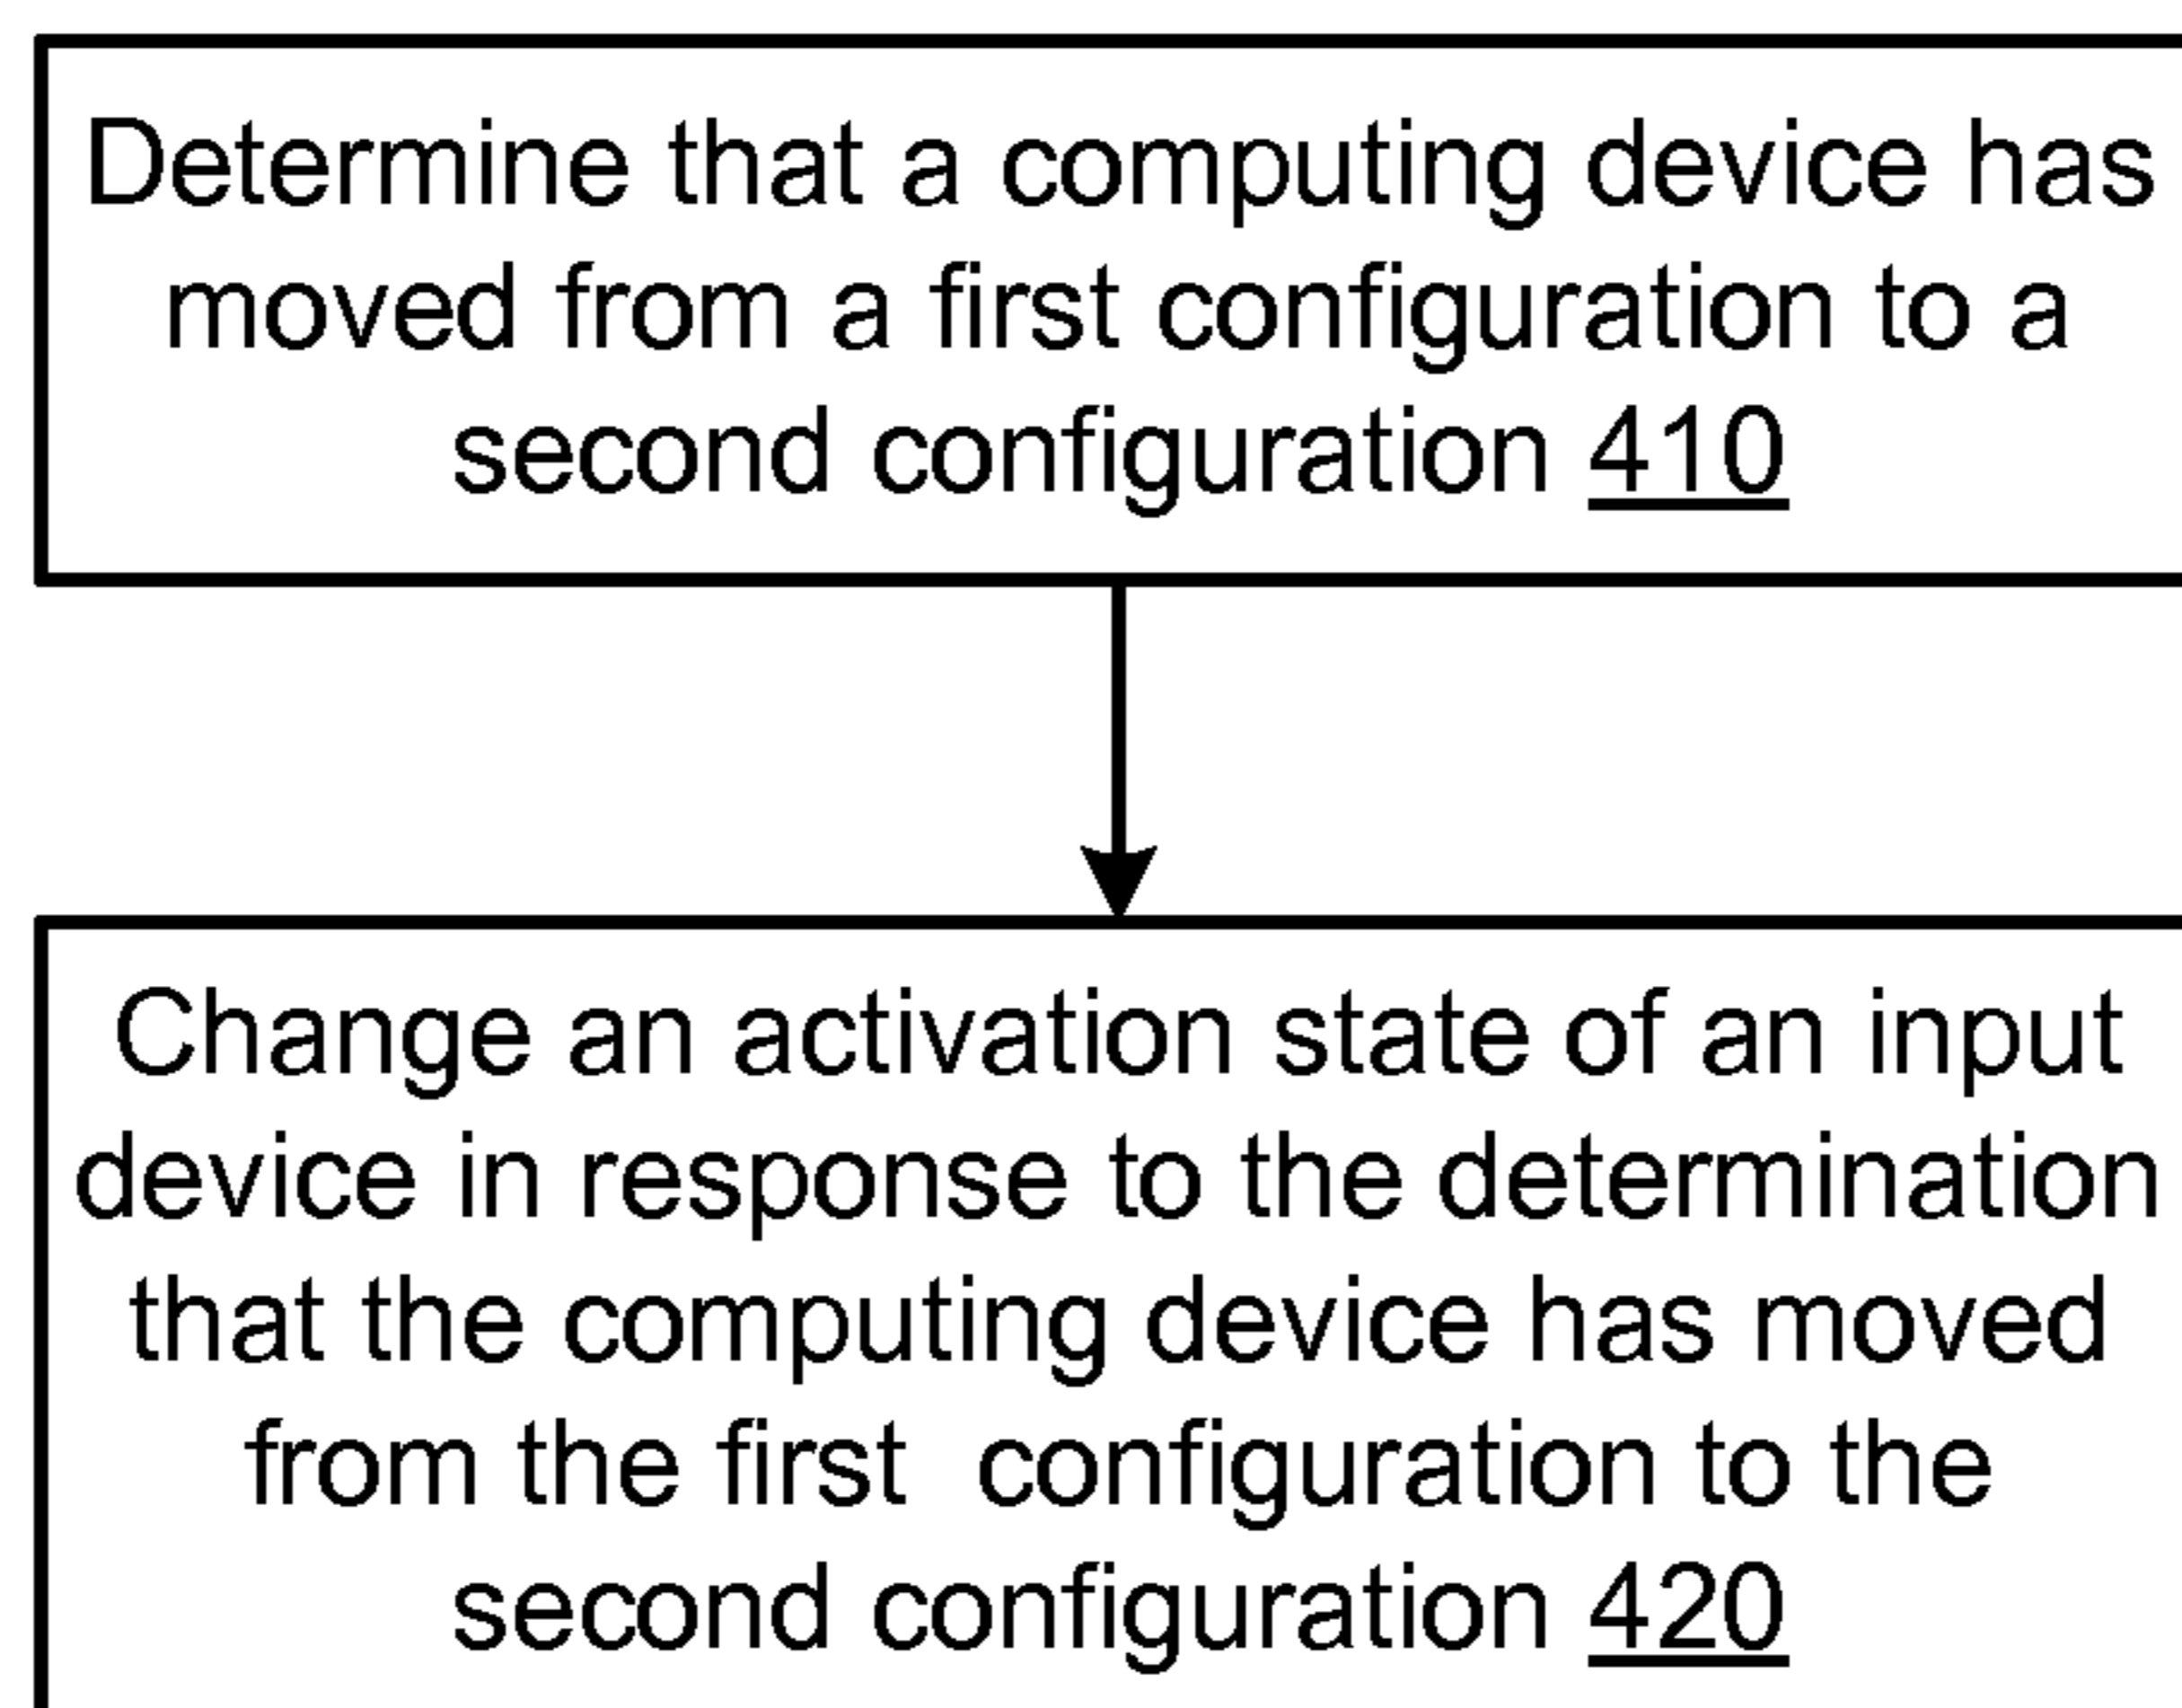 Determine that a computing device has
moved from a first configuration to a
second configuration 410
Change an activation state of an input
device in response to the determination
that the computing device has moved
from the first configuration to the
second configuration 420